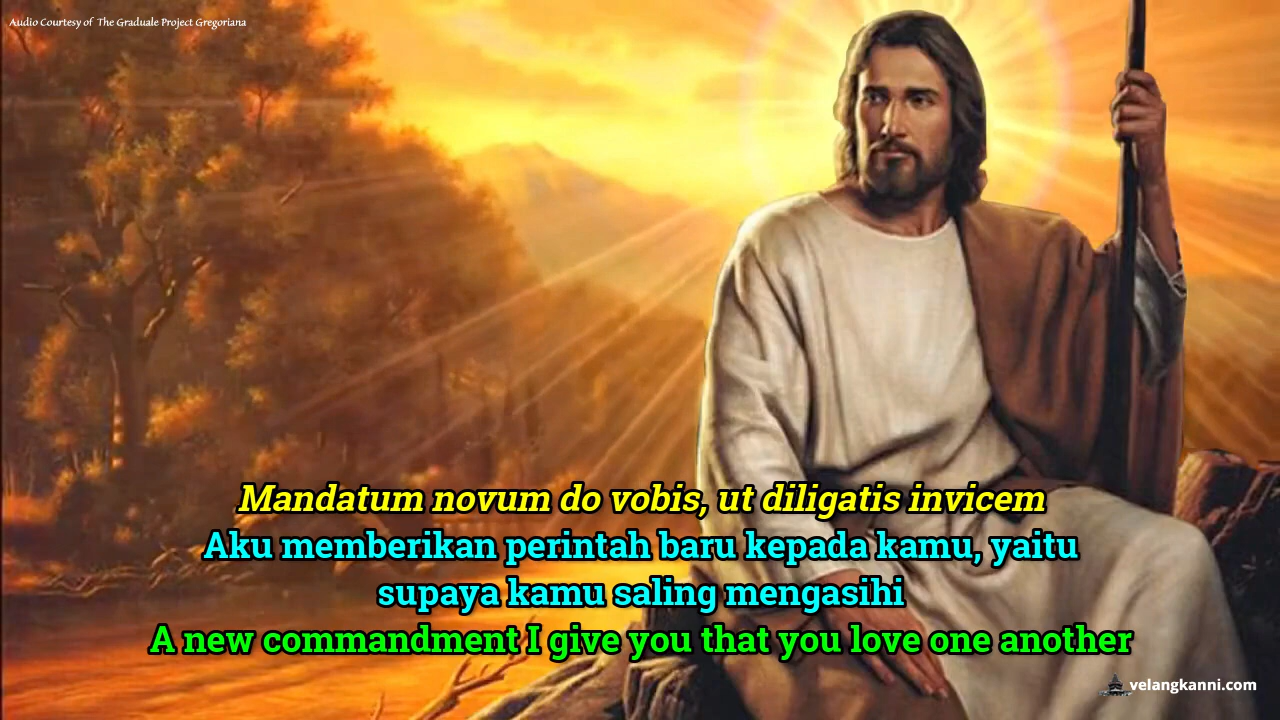 Audio Courtesy of The Graduale Project Gregoriana
Mandatum novum do vobis, ut diligatis invicem
Aku memberikan perintah baru kepada kamu, yaitu
supaya kamu saling mengasihi
A new commandment I give you that you love one another
velangkanni.com